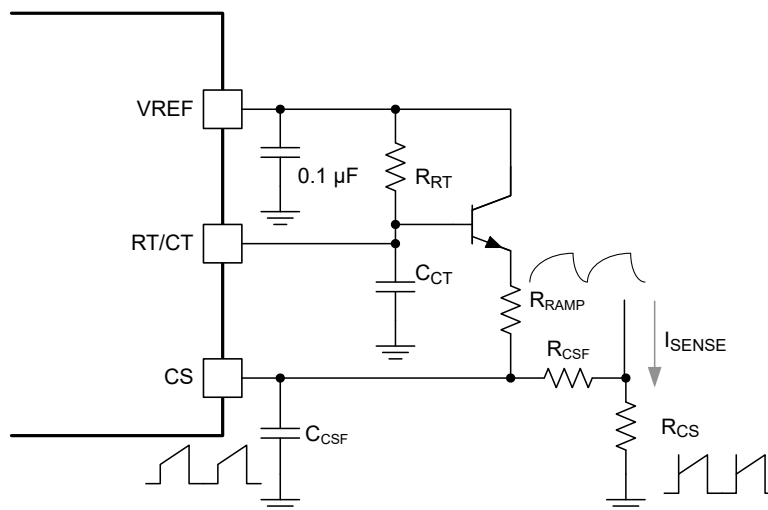 VREF
0.1 µF
RRT
RT/CT
CCT
RRAMP
ISENSE
RCSF
CS
CCSF
RCS